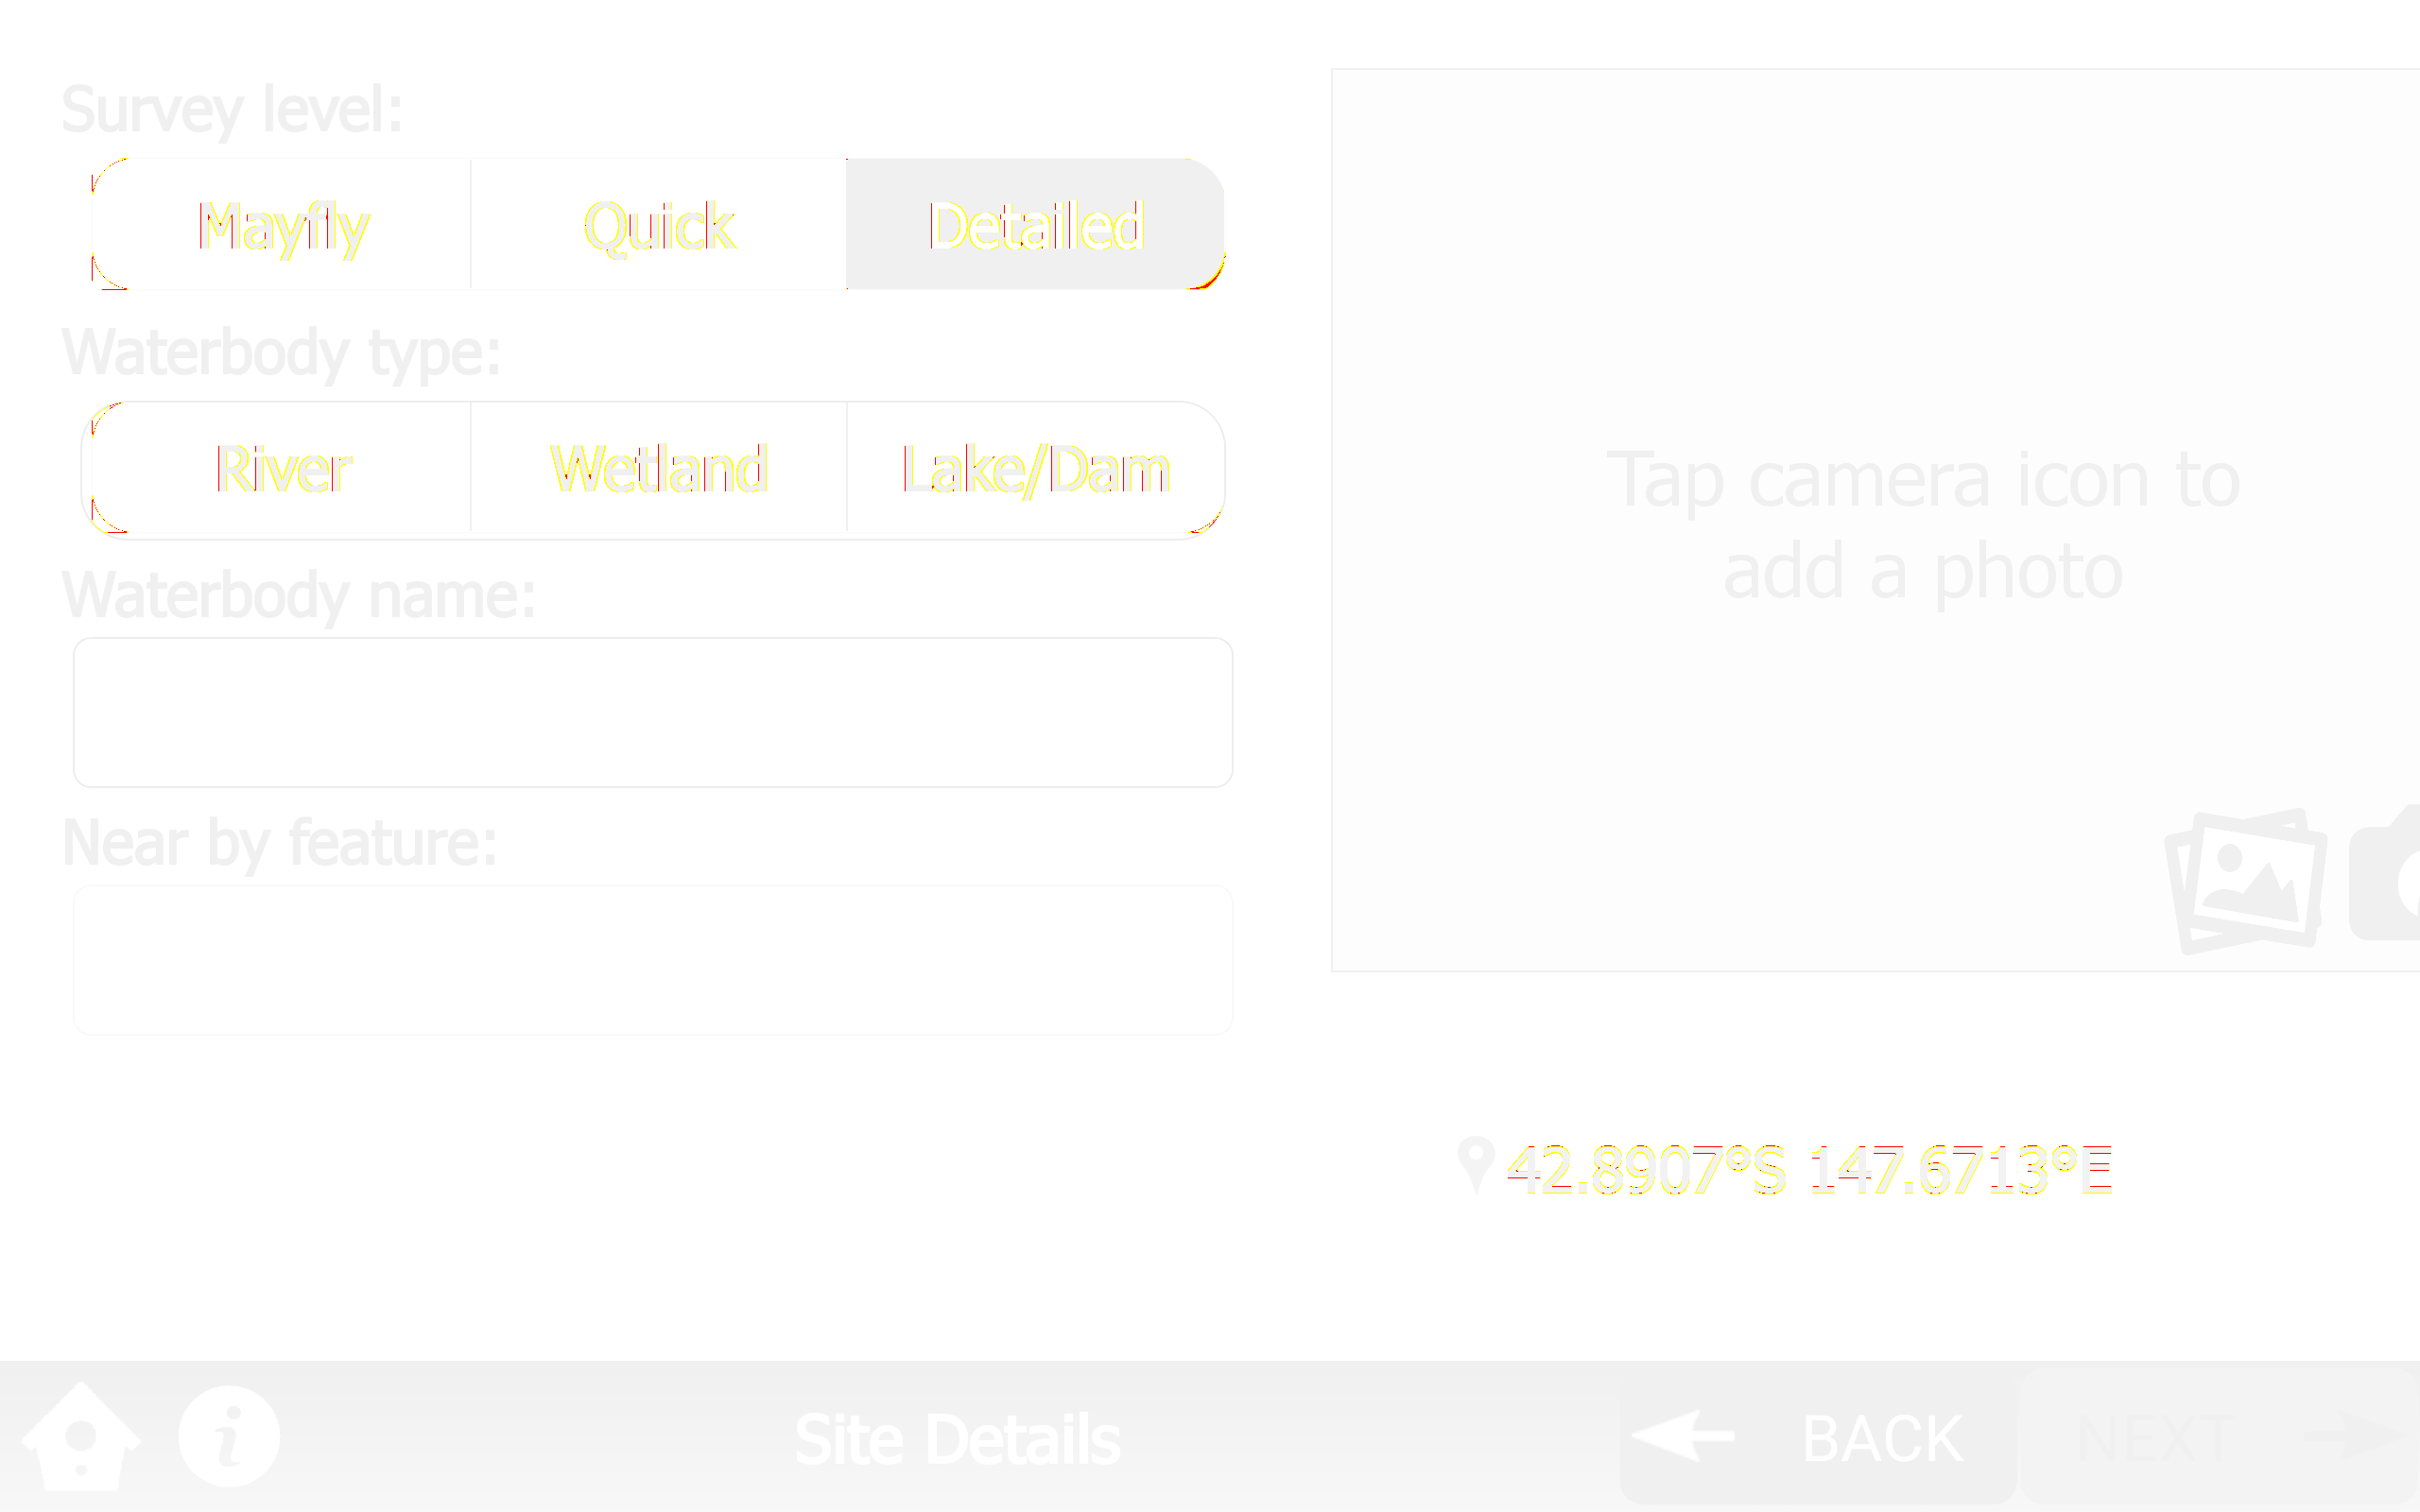 Survey level:
Mayfly Quick Detailed
Waterbody type:
River Wetland Lake/Dam
Waterbody name:
Near by feature:
Tap camera icon to
add a photo
42.8907°S 147.6713°E
Site Details
BACK
NEXT